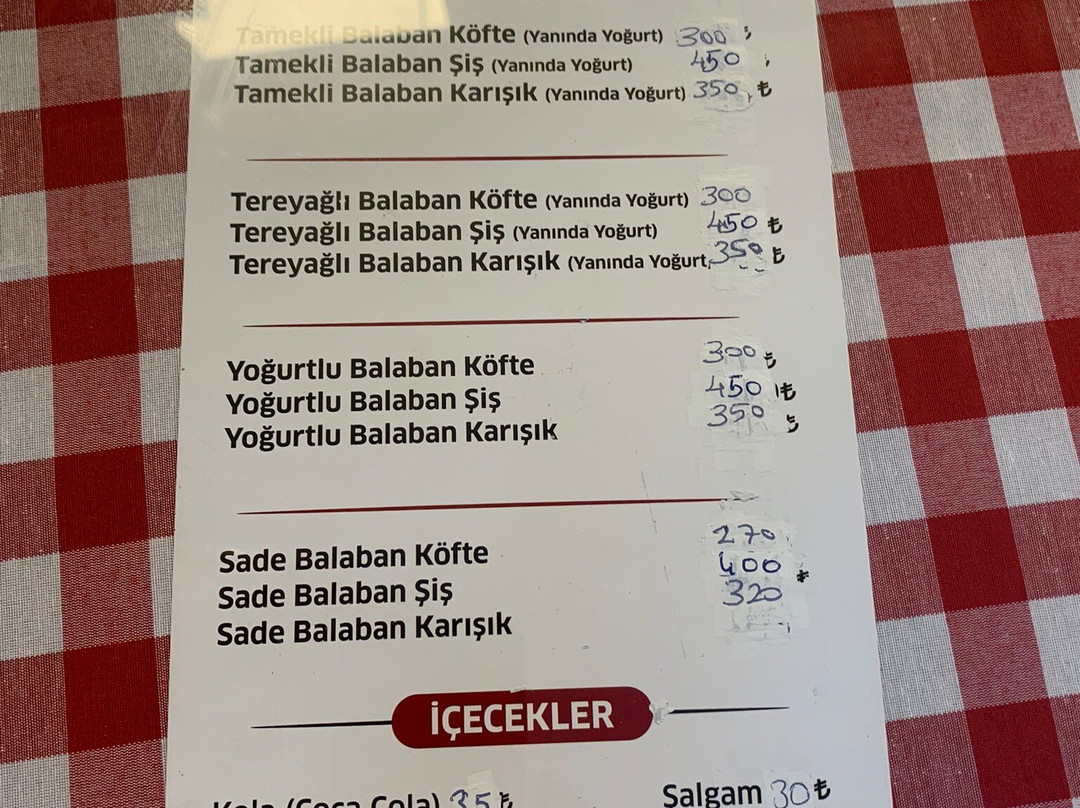 Tamekli Balaban Köfte (Yanında Yoğurt) 300
Tamekli Balaban Şiş (Yanında Yoğurt) 450
Tamekli Balaban Karışık (Yanında Yoğurt) 350 ₺
Tereyağlı Balaban Köfte (Yanında Yoğurt) 300
Tereyağlı Balaban Şiş (Yanında Yoğurt) 450 ₺
Tereyağlı Balaban Karışık (Yanında Yoğurt, 350 ₺
Yoğurtlu Balaban Köfte 300 ₺
Yoğurtlu Balaban Şiş 450 ₺
Yoğurtlu Balaban Karışık 350 ₺
Sade Balaban Köfte 270
Sade Balaban Şiş 400 ₺
Sade Balaban Karışık 320
İÇECEKLER
Kola (Coca Cola) 35 ₺
Salgam 30 ₺